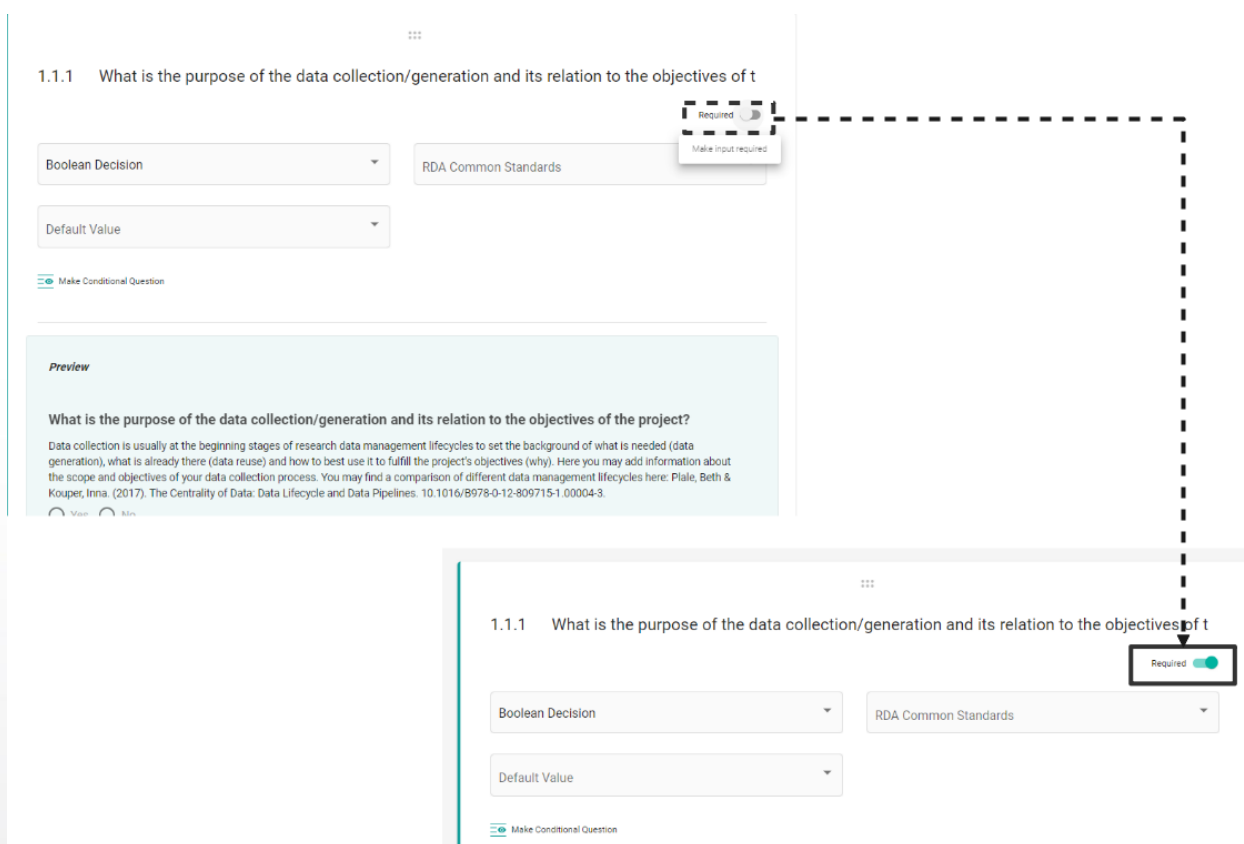 1.1.1 What is the purpose of the data collection/generation and its relation to the objectives of t
Required
Make input required
Boolean Decision
RDA Common Standards
Default Value
Make Conditional Question
Preview
What is the purpose of the data collection/generation and its relation to the objectives of the project?
Data collection is usually at the beginning stages of research data management lifecycles to set the background of what is needed (data
generation), what is already there (data reuse) and how to best use it to fulfill the project's objectives (why). Here you may add information about
the scope and objectives of your data collection process. You may find a comparison of different data management lifecycles here: Plale, Beth &
Kouper, Inna. (2017). The Centrality of Data: Data Lifecycle and Data Pipelines. 10.1016/B978-0-12-809715-1.00004-3.
Yes No
1.1.1 What is the purpose of the data collection/generation and its relation to the objectives of t
Required
Boolean Decision
RDA Common Standards
Default Value
Make Conditional Question